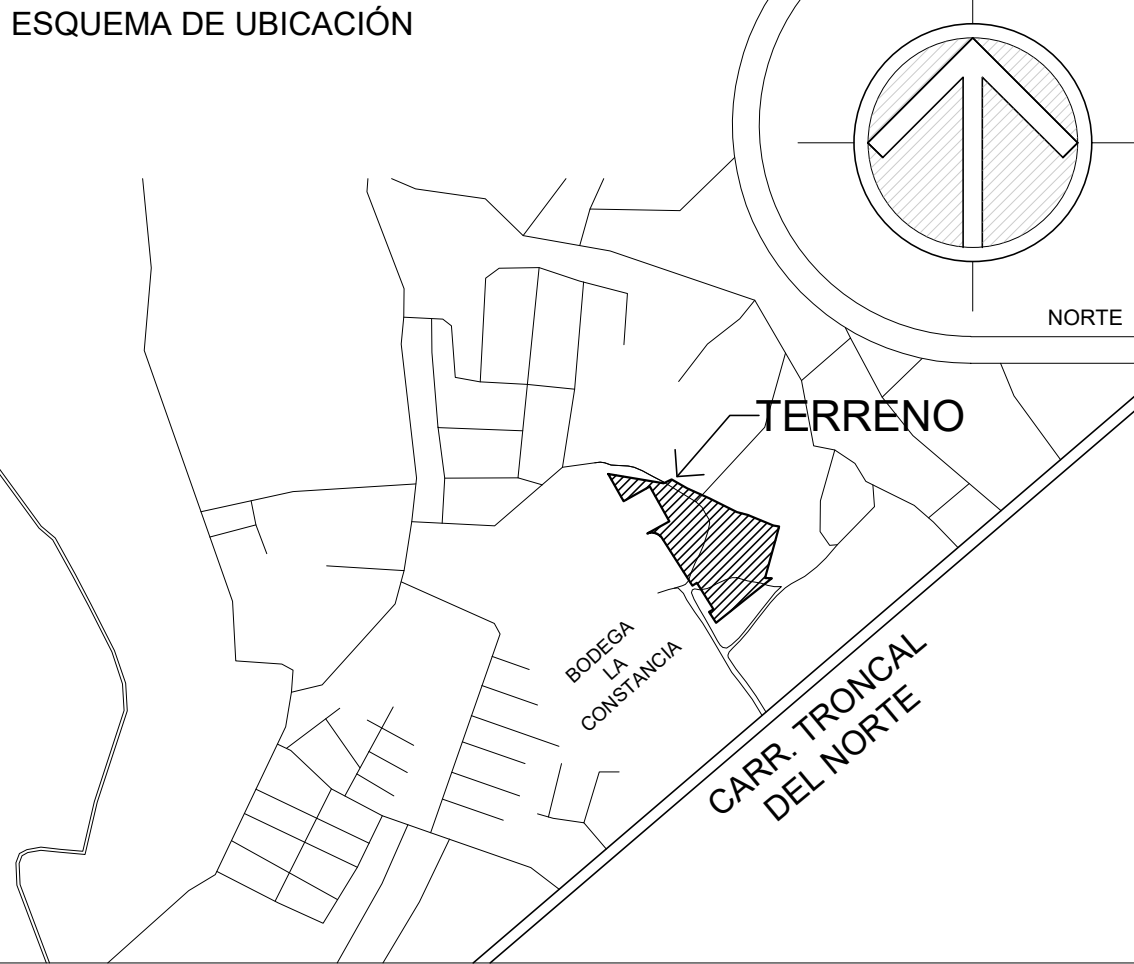 ESQUEMA DE UBICACIÓN
NORTE
TERRENO
BODEGA
LA
CONSTANCIA
CARR. TRONCAL
DEL NORTE